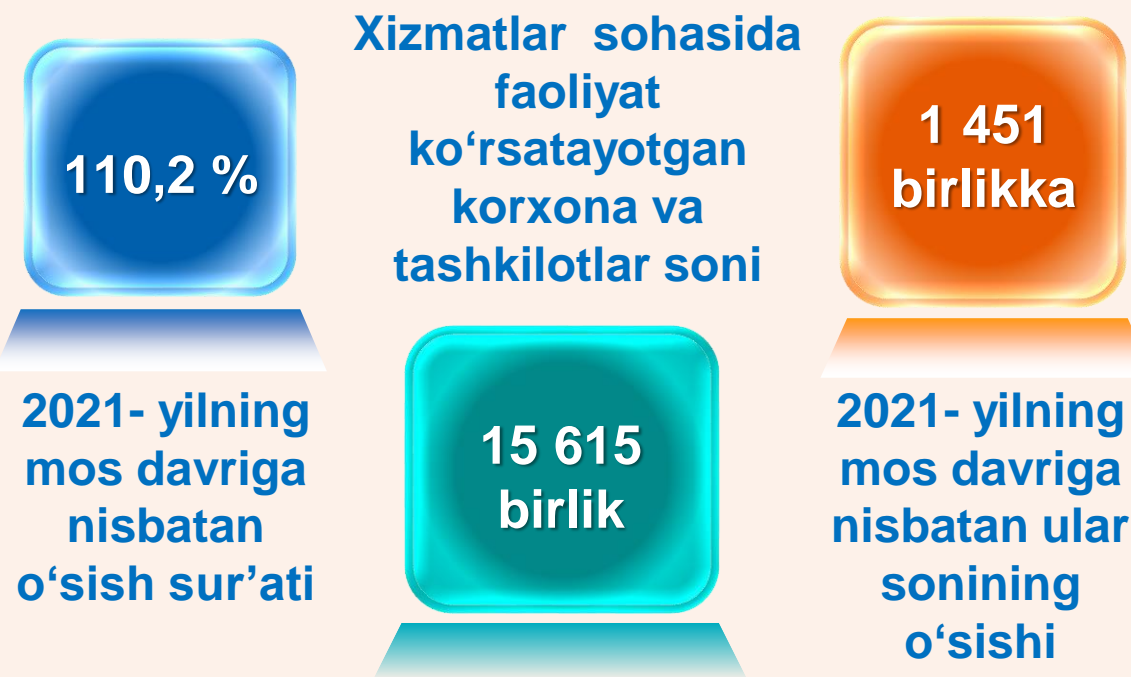 110,2 %
2021- yilning
mos davriga
nisbatan
o‘sish sur’ati
Xizmatlar sohasida
faoliyat
ko‘rsatayotgan
korxona va
tashkilotlar soni
15 615
birlik
1 451
birlikka
2021- yilning
mos davriga
nisbatan ular
sonining
o‘sishi